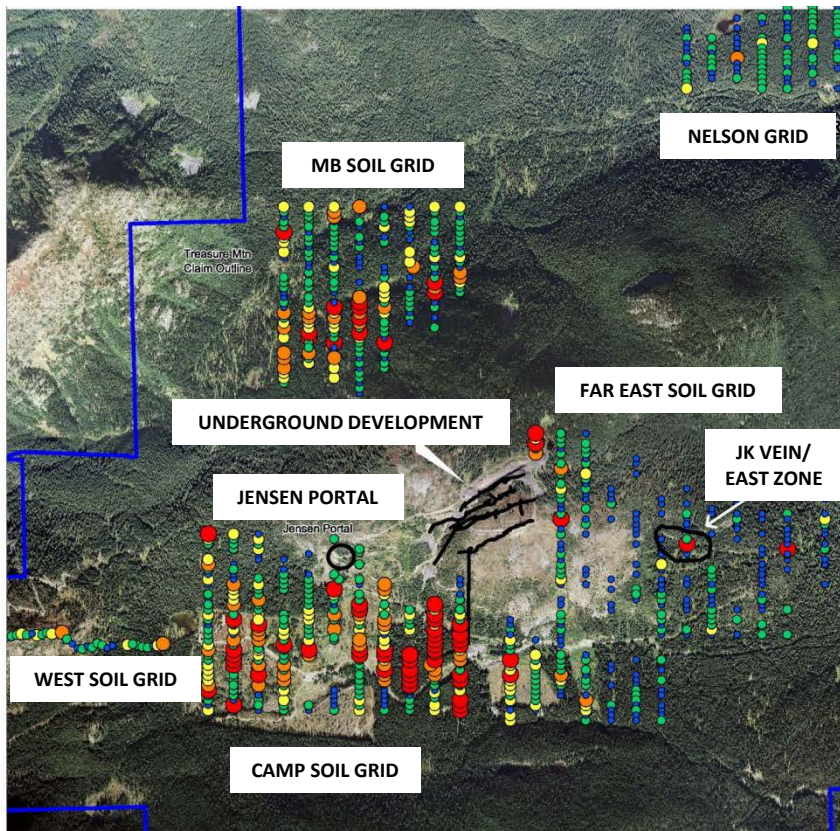 NELSON GRID
MB SOIL GRID
Treasure Mtn
Claim Outline
FAR EAST SOIL GRID
UNDERGROUND DEVELOPMENT
JK VEIN/
EAST ZONE
JENSEN PORTAL
Jensen Portal
WEST SOIL GRID
CAMP SOIL GRID